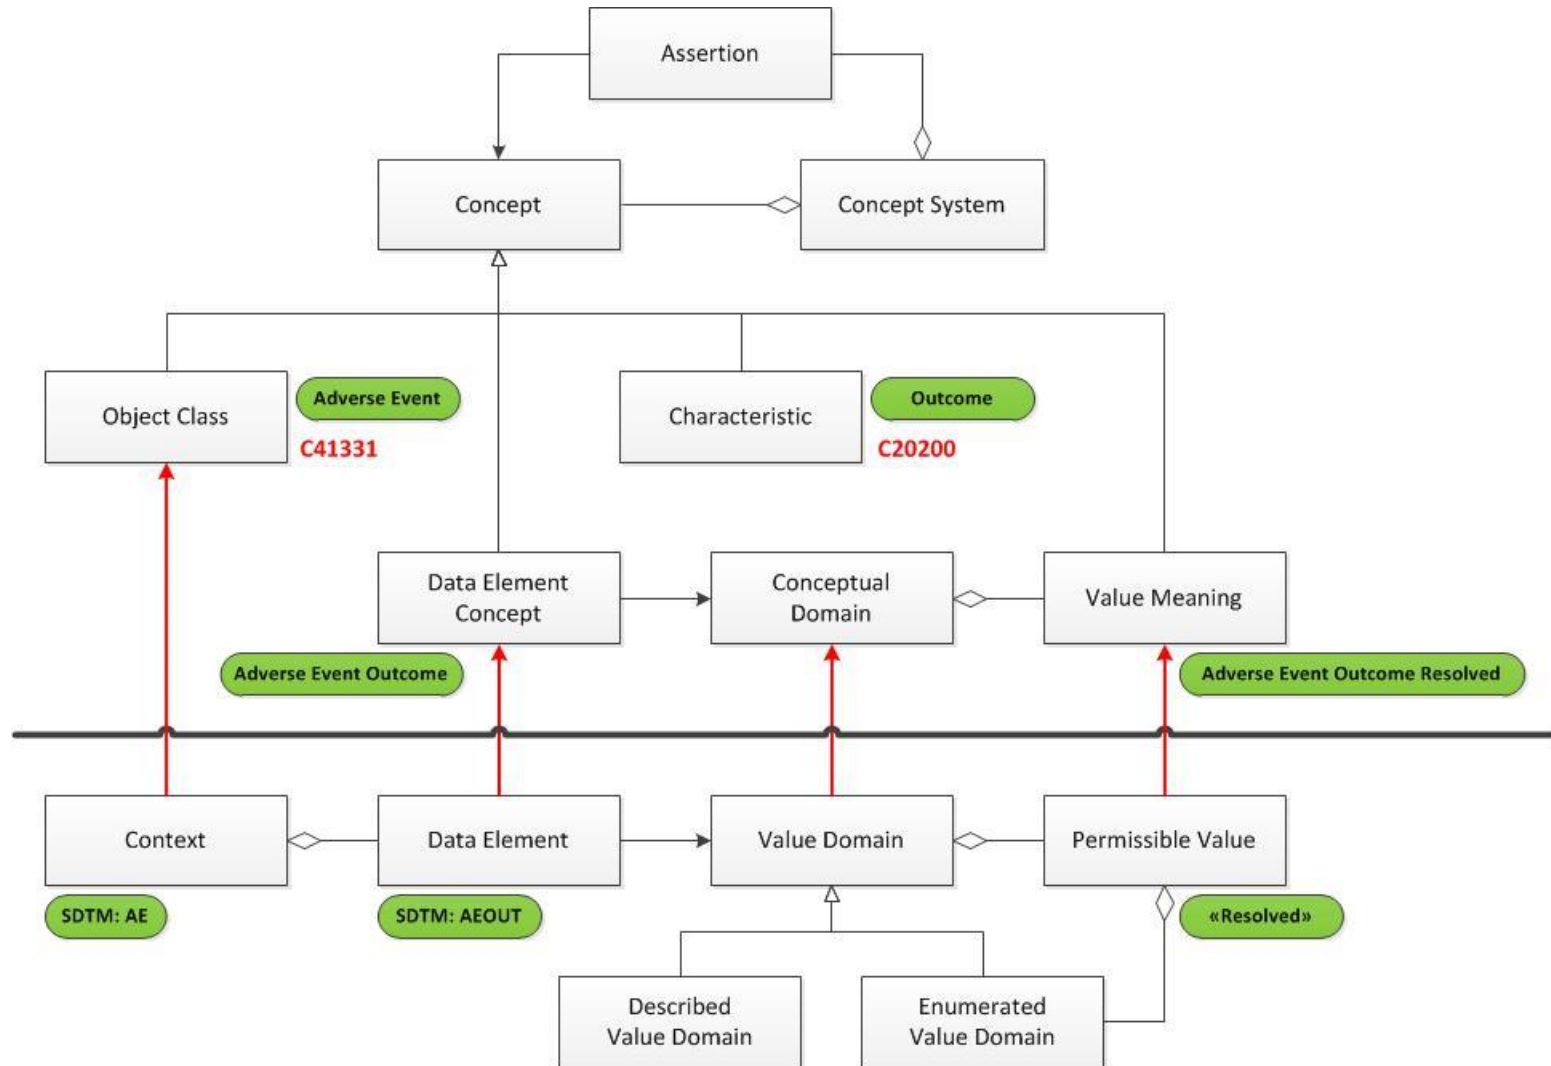 Assertion
Concept
Concept System
Object Class
Adverse Event
C41331
Characteristic
Outcome
C20200
Data Element
Concept
Conceptual
Domain
Value Meaning
Adverse Event Outcome
Adverse Event Outcome Resolved
Context
Data Element
Value Domain
Permissible Value
SDTM: AE
SDTM: AEOUT
«Resolved»
Described
Value Domain
Enumerated
Value Domain